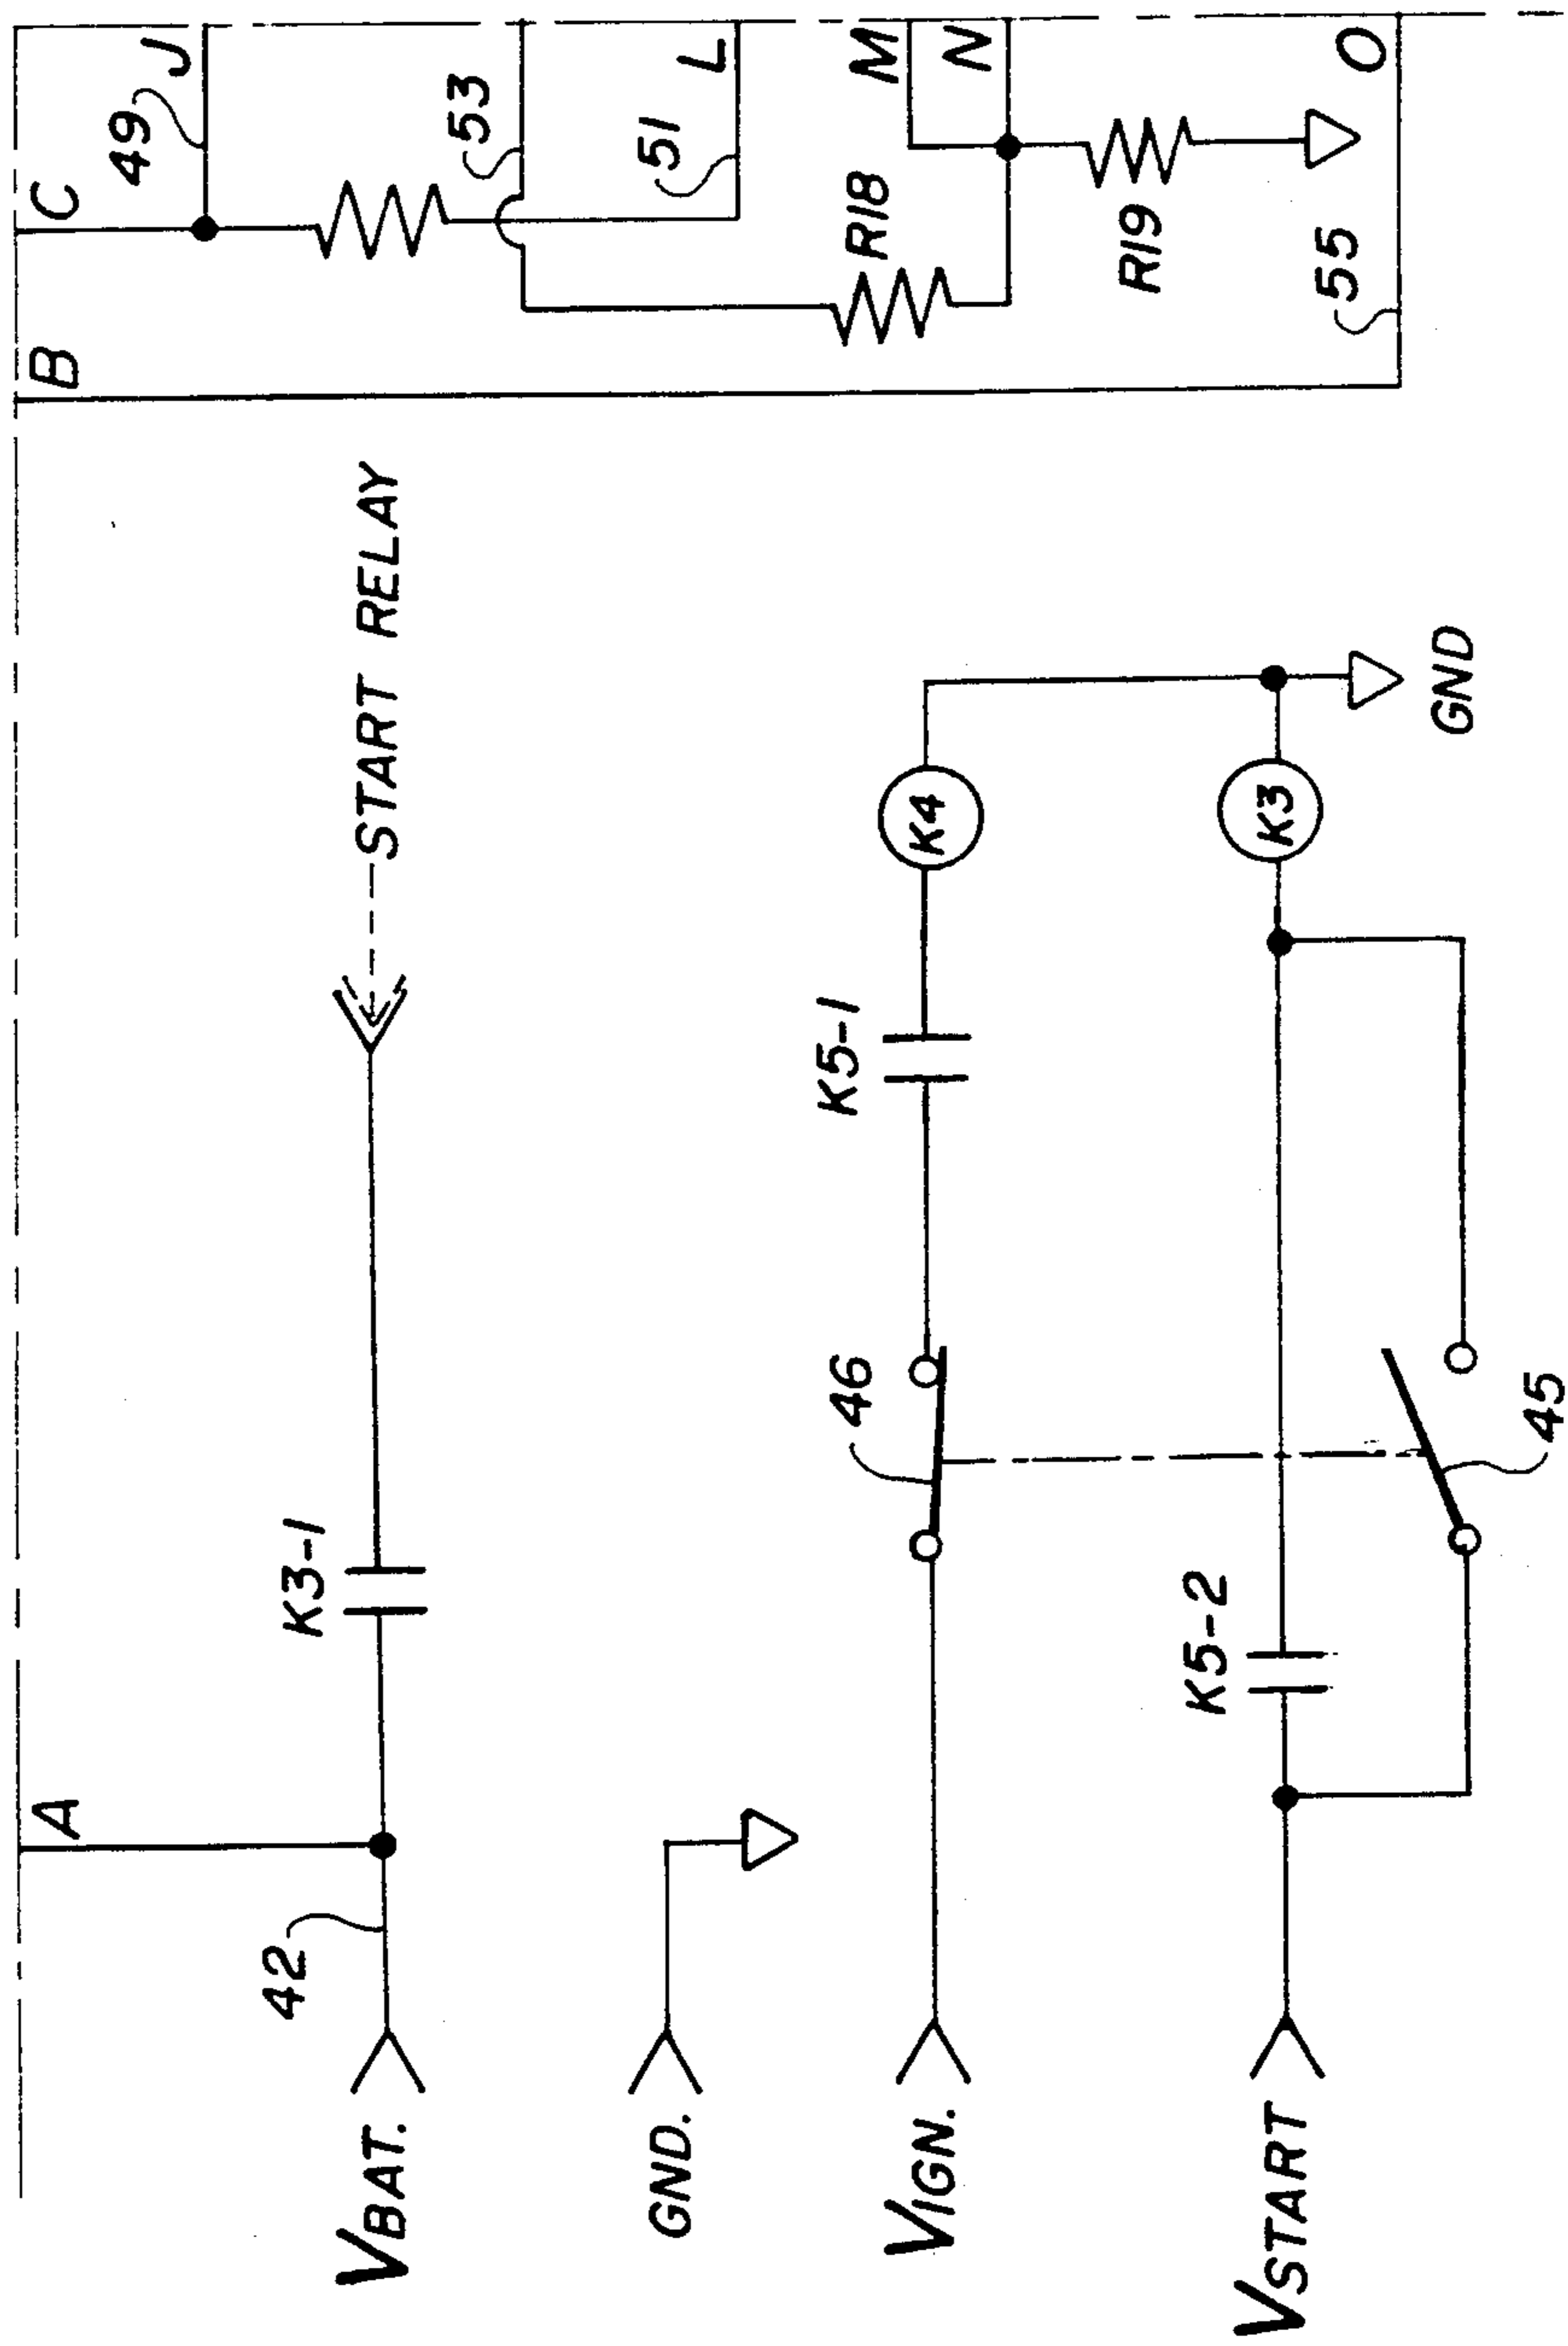 A
B
C
J
49
42
K3-1
START RELAY
53
VBAT.
51
L
GND.
46
K5-1
K4
R18
M
VIGN.
N
K5-2
K3
R19
VSTART
45
GND
55
O